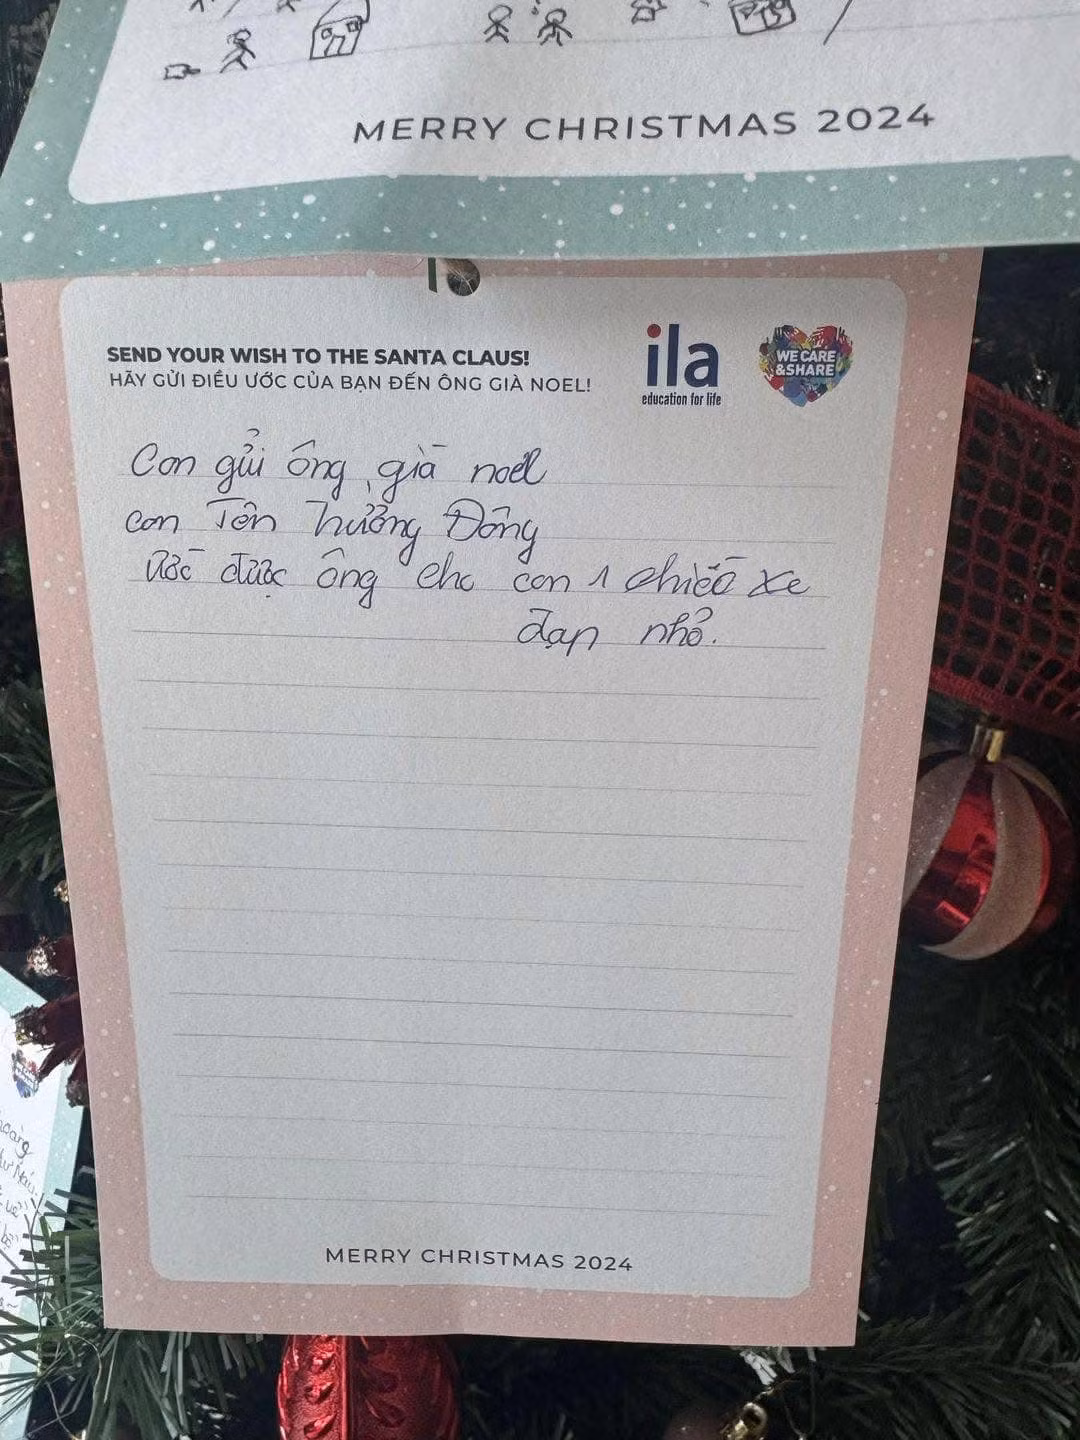 MERRY CHRISTMAS 2024
SEND YOUR WISH TO THE SANTA CLAUS!
HÃY GỬI ĐIỀU ƯỚC CỦA BẠN ĐẾN ÔNG GIÀ NOEL!
ila
education for life
WE CARE
& SHARE
Con gửi ông già noel
con Tên Thưởng Đông
Ước được ông cho con 1 chiếc xe
đạp nhỏ.
MERRY CHRISTMAS 2024